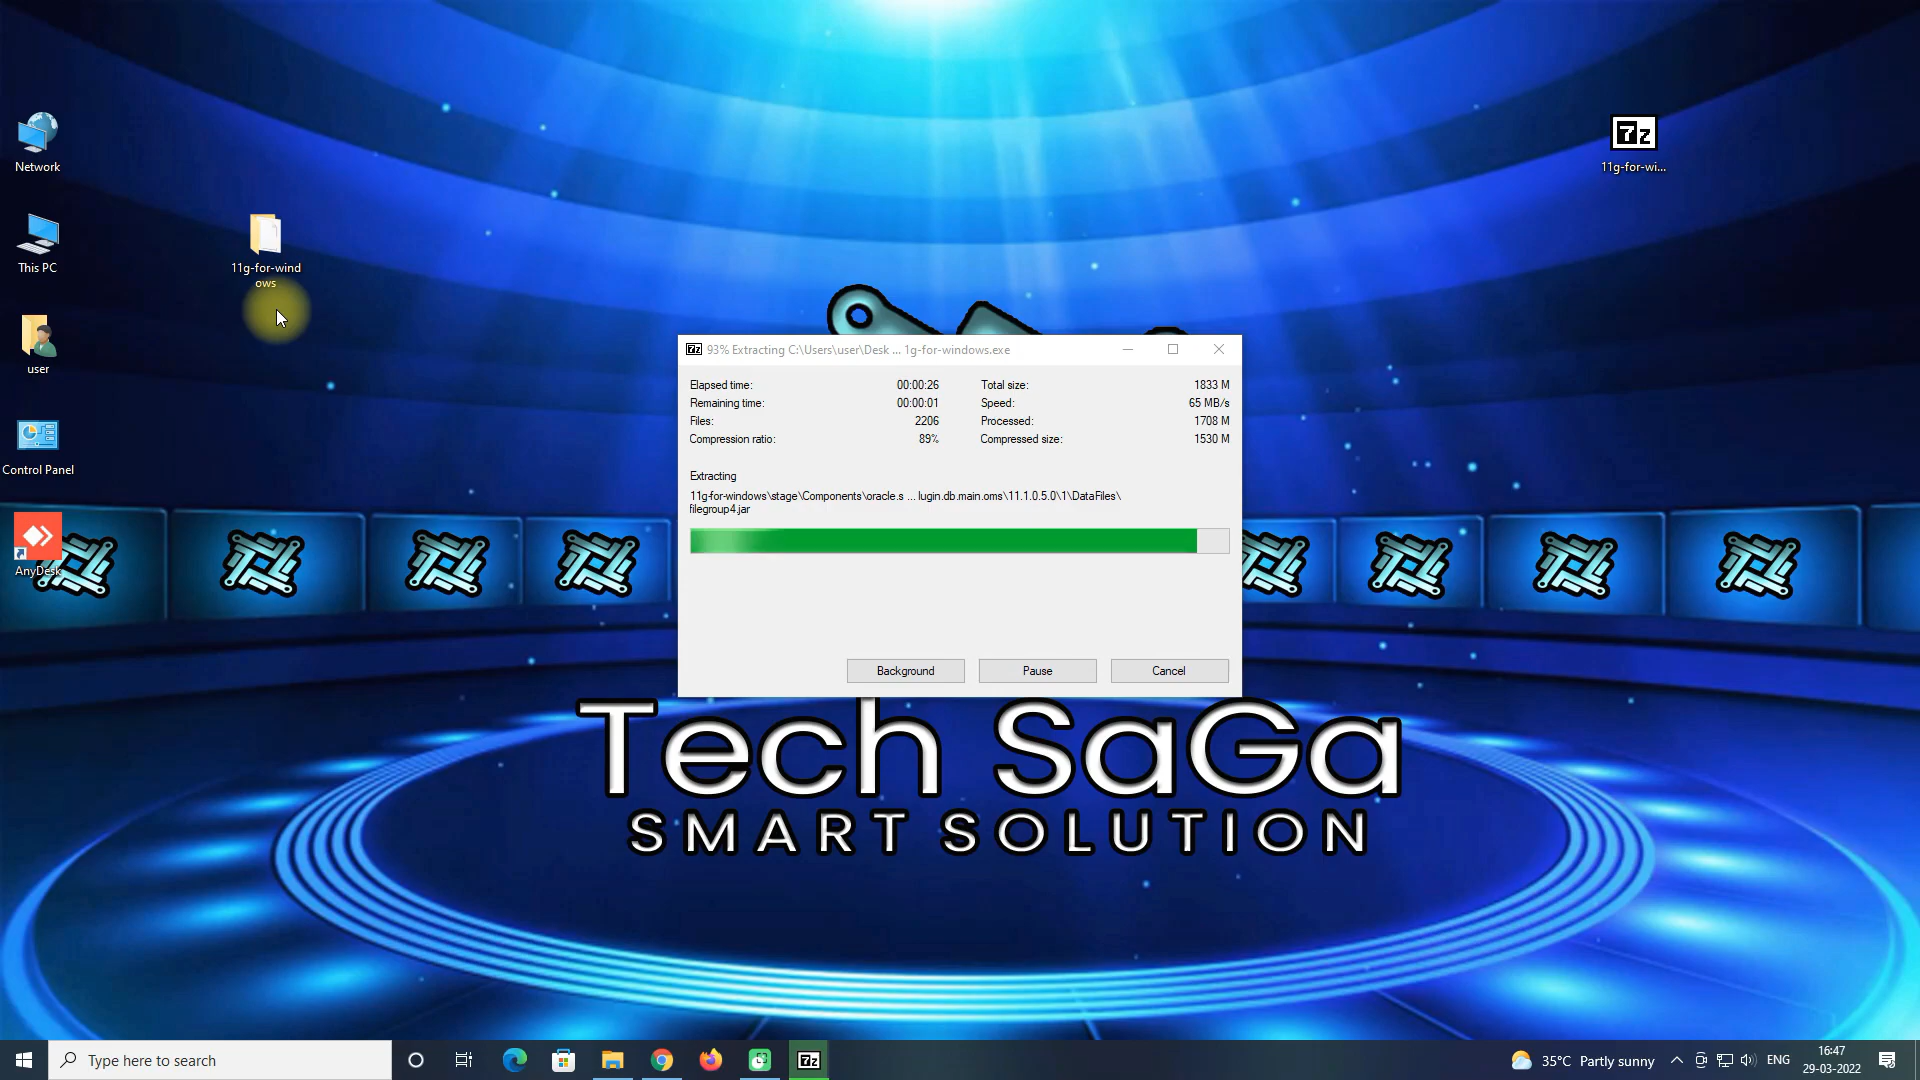 Network
This PC
user
Control Panel
AnyDesk
11g-for-wind
ows
11g-for-wi...
93% Extracting C:\Users\user\Desk ... 1g-for-windows.exe
Elapsed time: 00:00:26 Total size: 1833 M
Remaining time: 00:00:01 Speed: 65 MB/s
Files: 2206 Processed: 1708 M
Compression ratio: 89% Compressed size: 1530 M
Extracting
11g-for-windows\stage\Components\oracle.s ... lugin.db.main.oms\11.1.0.5.0\1\DataFiles\
filegroup4.jar
Background Pause Cancel
Tech SaGa
SMART SOLUTION
Type here to search
35°C Partly sunny
ENG
16:47
29-03-2022
7z
7z
7z